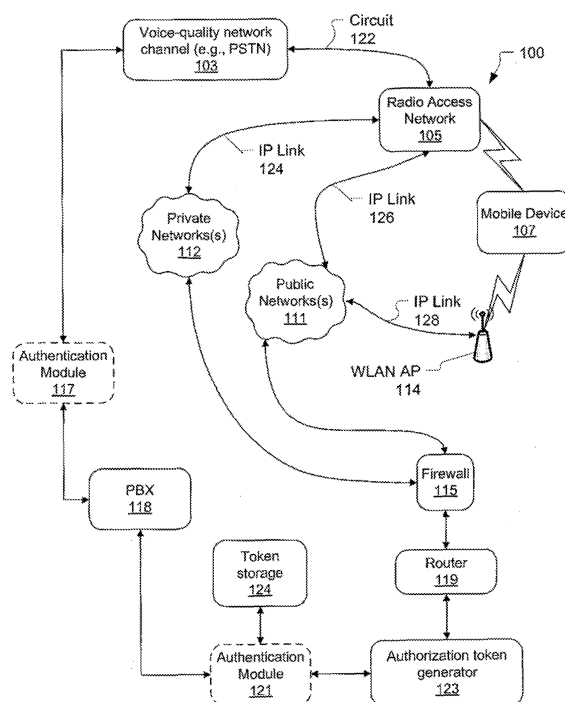 Voice-quality network
channel (e.g., PSTN)
103
Circuit
122
100
Radio Access
Network
105
IP Link
124
IP Link
126
Private
Networks(s)
112
Mobile Device
107
Public
Networks(s)
111
IP Link
128
WLAN AP
114
Authentication
Module
117
Firewall
115
PBX
118
Token
storage
124
Router
119
Authentication
Module
121
Authorization token
generator
123